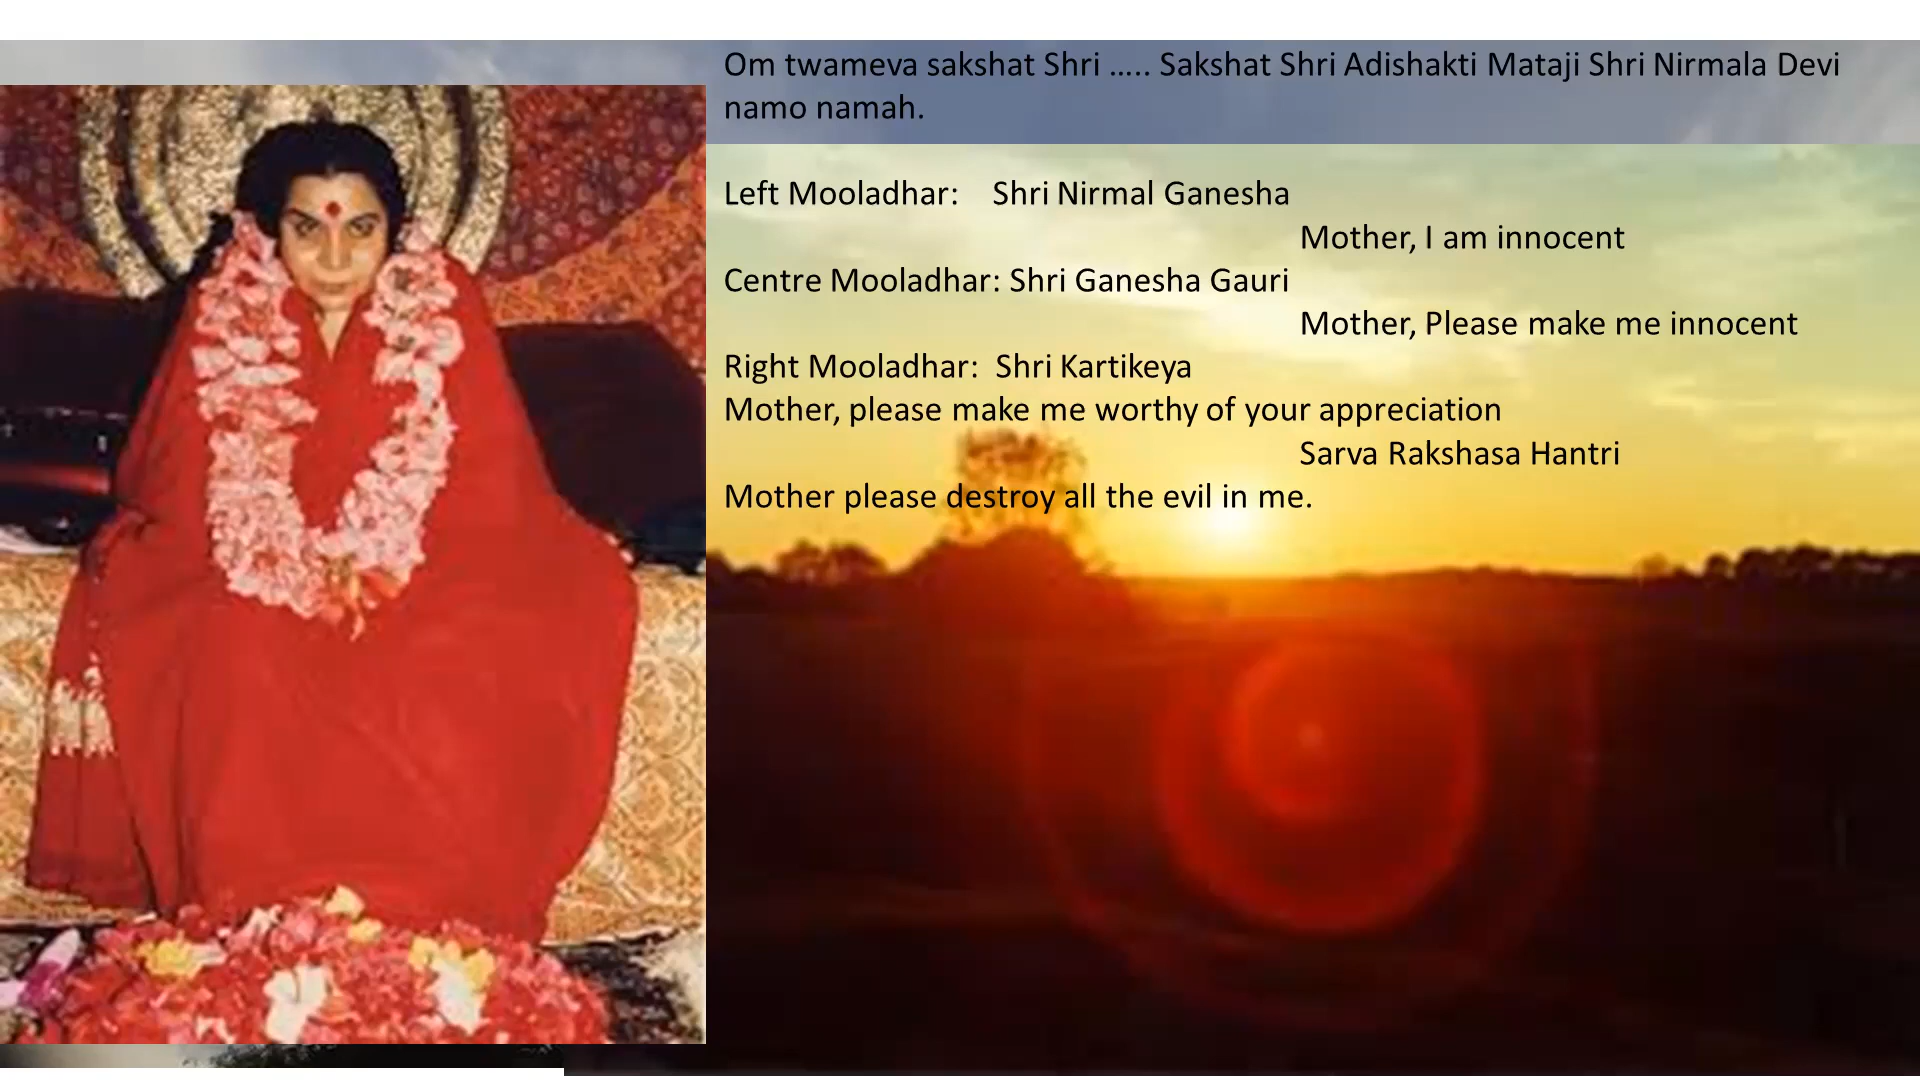 Om twameva sakshat Shri ….. Sakshat Shri Adishakti Mataji Shri Nirmala Devi
namo namah.
Left Mooladhar: Shri Nirmal Ganesha
Mother, I am innocent
Centre Mooladhar: Shri Ganesha Gauri
Mother, Please make me innocent
Right Mooladhar: Shri Kartikeya
Mother, please make me worthy of your appreciation
Sarva Rakshasa Hantri
Mother please destroy all the evil in me.